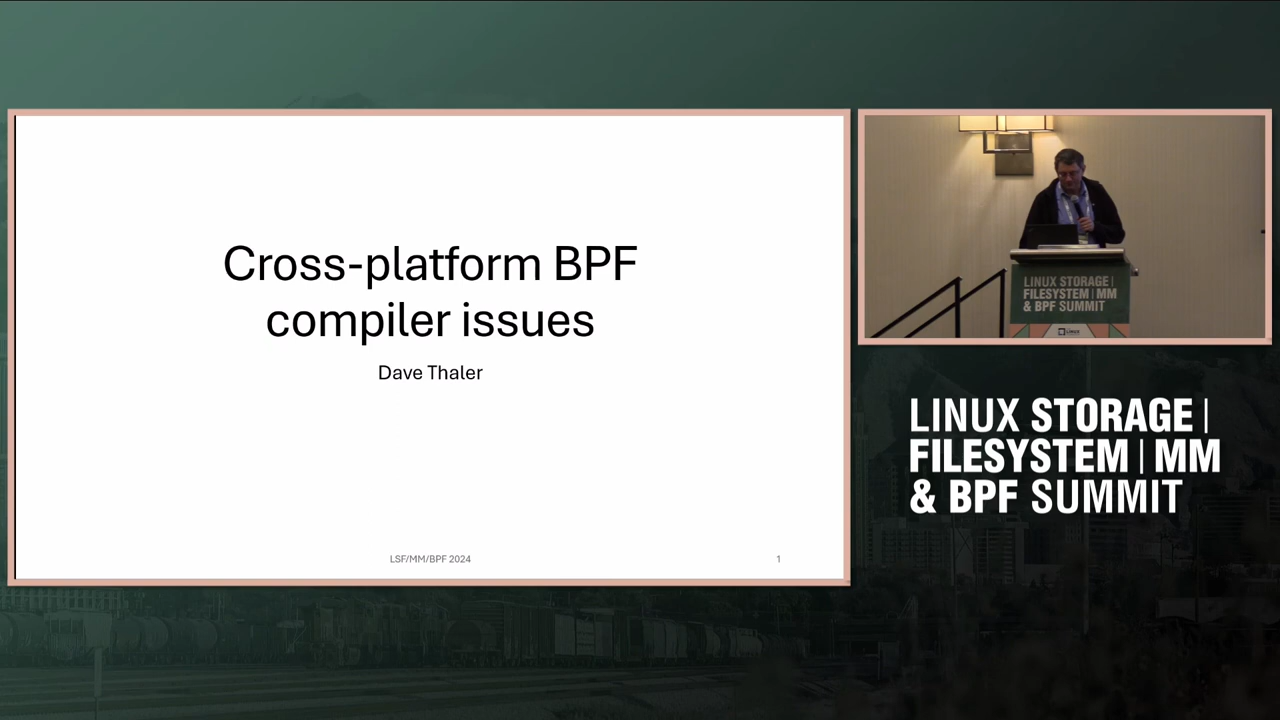 Cross-platform BPF
compiler issues
Dave Thaler
LSF/MM/BPF 2024
1
LINUX STORAGE |
FILESYSTEM | MM
& BPF SUMMIT
LINUX STORAGE |
FILESYSTEM | MM
& BPF SUMMIT